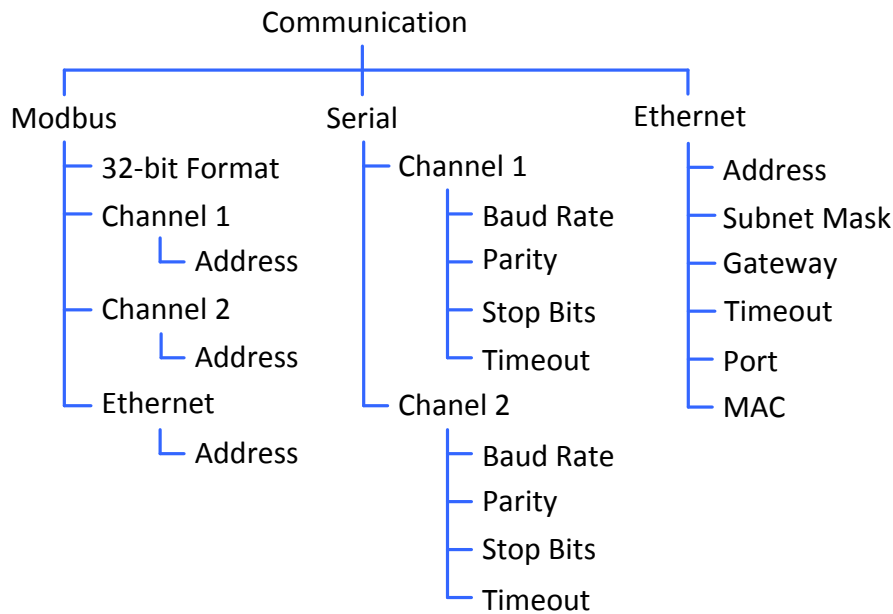 Communication
Modbus
32-bit Format
Channel 1
Address
Channel 2
Address
Ethernet
Address
Serial
Channel 1
Baud Rate
Parity
Stop Bits
Timeout
Chanel 2
Baud Rate
Parity
Stop Bits
Timeout
Ethernet
Address
Subnet Mask
Gateway
Timeout
Port
MAC